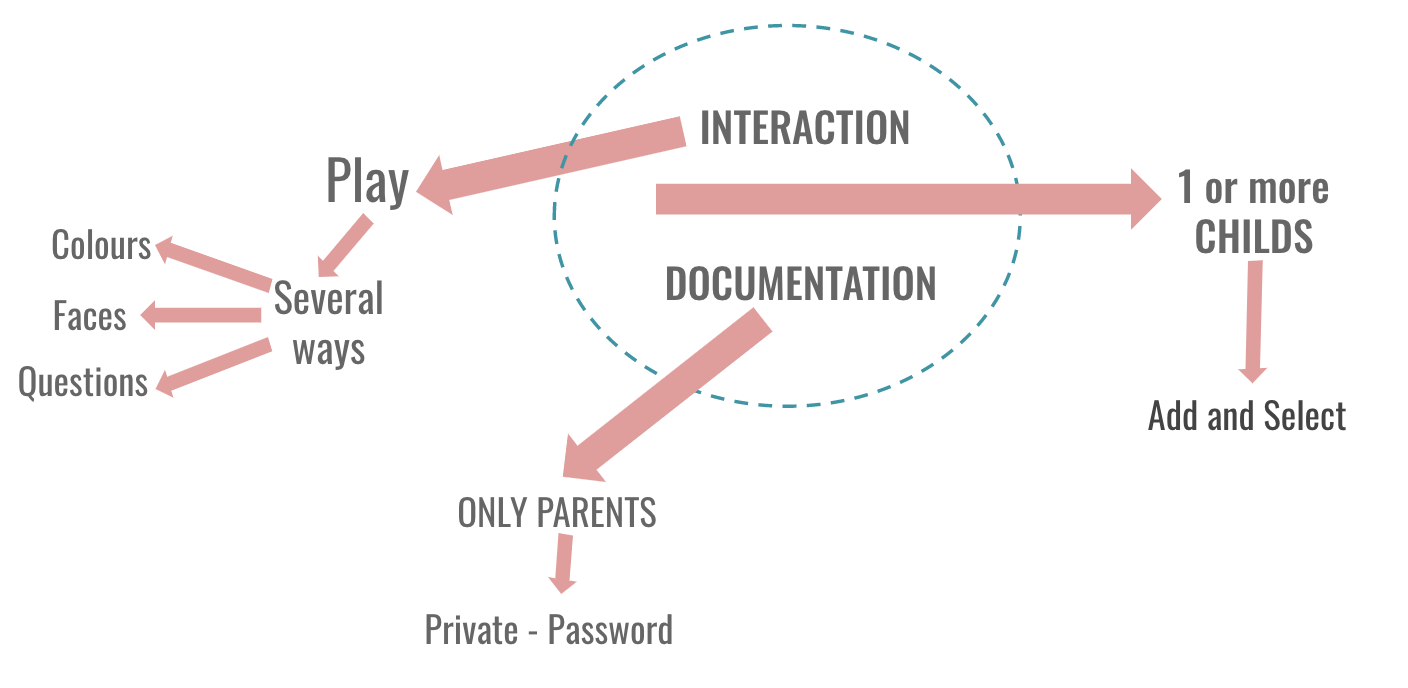 INTERACTION
Play
1 or more
CHILDS
Colours
DOCUMENTATION
Several
ways
Faces
Questions
Add and Select
ONLY PARENTS
Private - Password